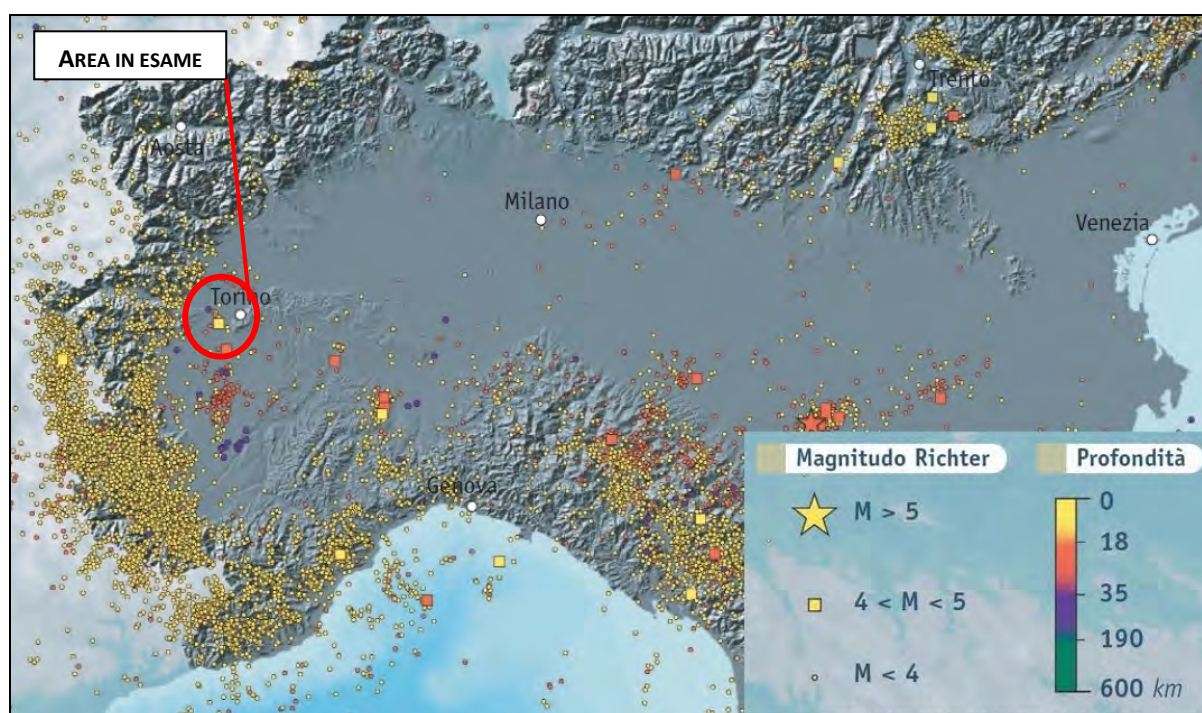 AREA IN ESAME
Trento
Aosta
Milano
Venezia
Torino
Genova
Magnitudo Richter
M > 5
4 < M < 5
M < 4
Profondità
0
18
35
190
600 km